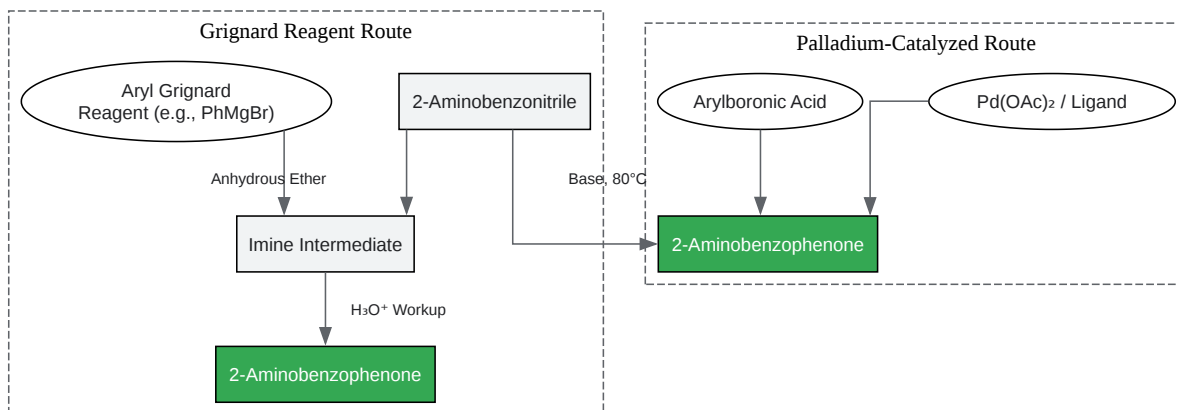 Grignard Reagent Route
Aryl Grignard
Reagent (e.g., PhMgBr)
2-Aminobenzonitrile
Anhydrous Ether
Imine Intermediate
H₃O⁺ Workup
2-Aminobenzophenone
Palladium-Catalyzed Route
Arylboronic Acid
Pd(OAc)₂ / Ligand
Base, 80°C
2-Aminobenzophenone